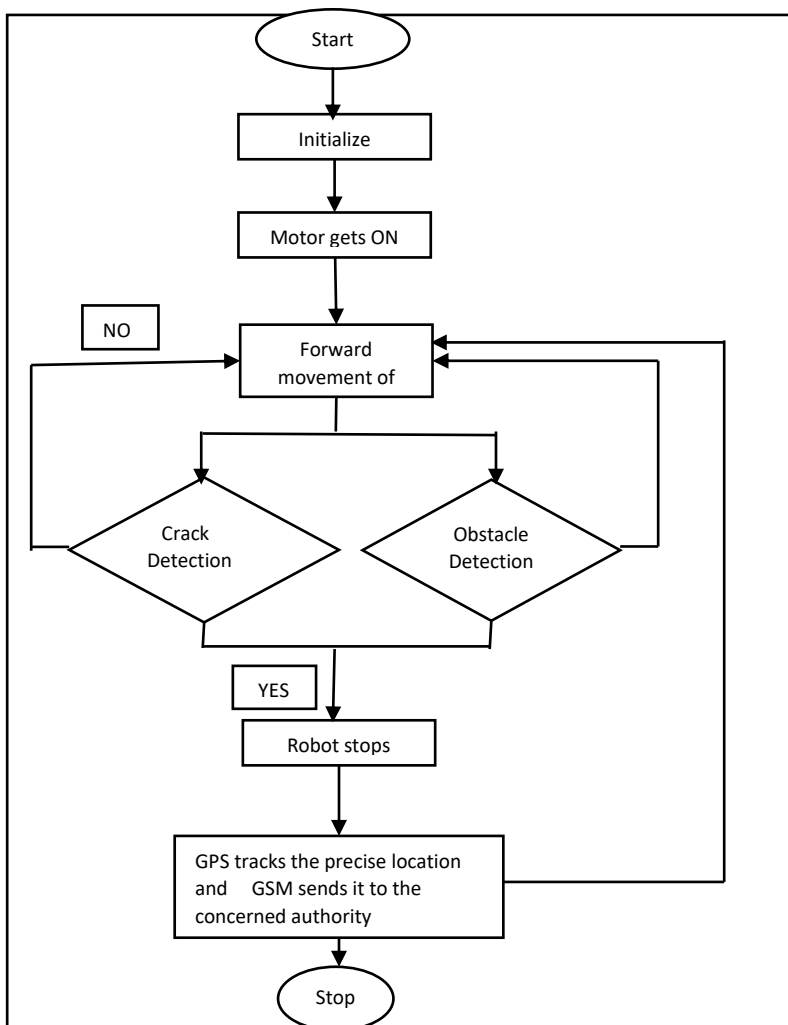 Start
Initialize
Motor gets ON
NO
Forward
movement of
Crack
Detection
Obstacle
Detection
YES
Robot stops
GPS tracks the precise location
and GSM sends it to the
concerned authority
Stop